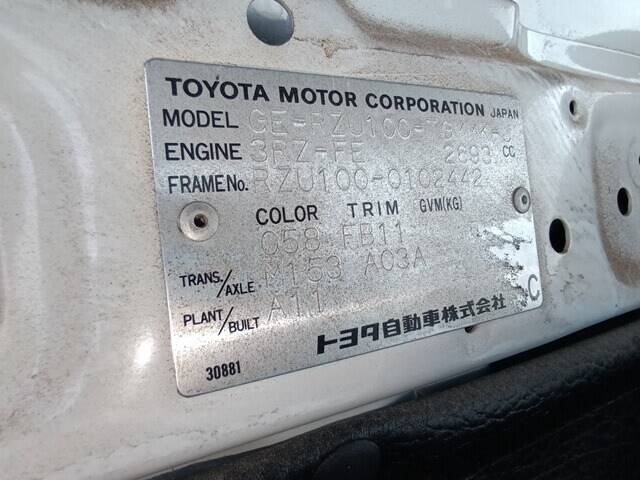 TOYOTA MOTOR CORPORATION JAPAN
MODEL
ENGINE 3RZ-FE 2693 CC
FRAME No. RZU100-0102442
COLOR TRIM GVM(KG)
058 FB11
TRANS./AXLE M153 A03A
PLANT/BUILT A11
C
トヨタ自動車株式会社
30881